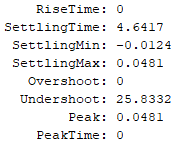 RiseTime: 0
SettlingTime: 4.6417
SettlingMin: -0.0124
SettlingMax: 0.0481
Overshoot: 0
Undershoot: 25.8332
Peak: 0.0481
PeakTime: 0